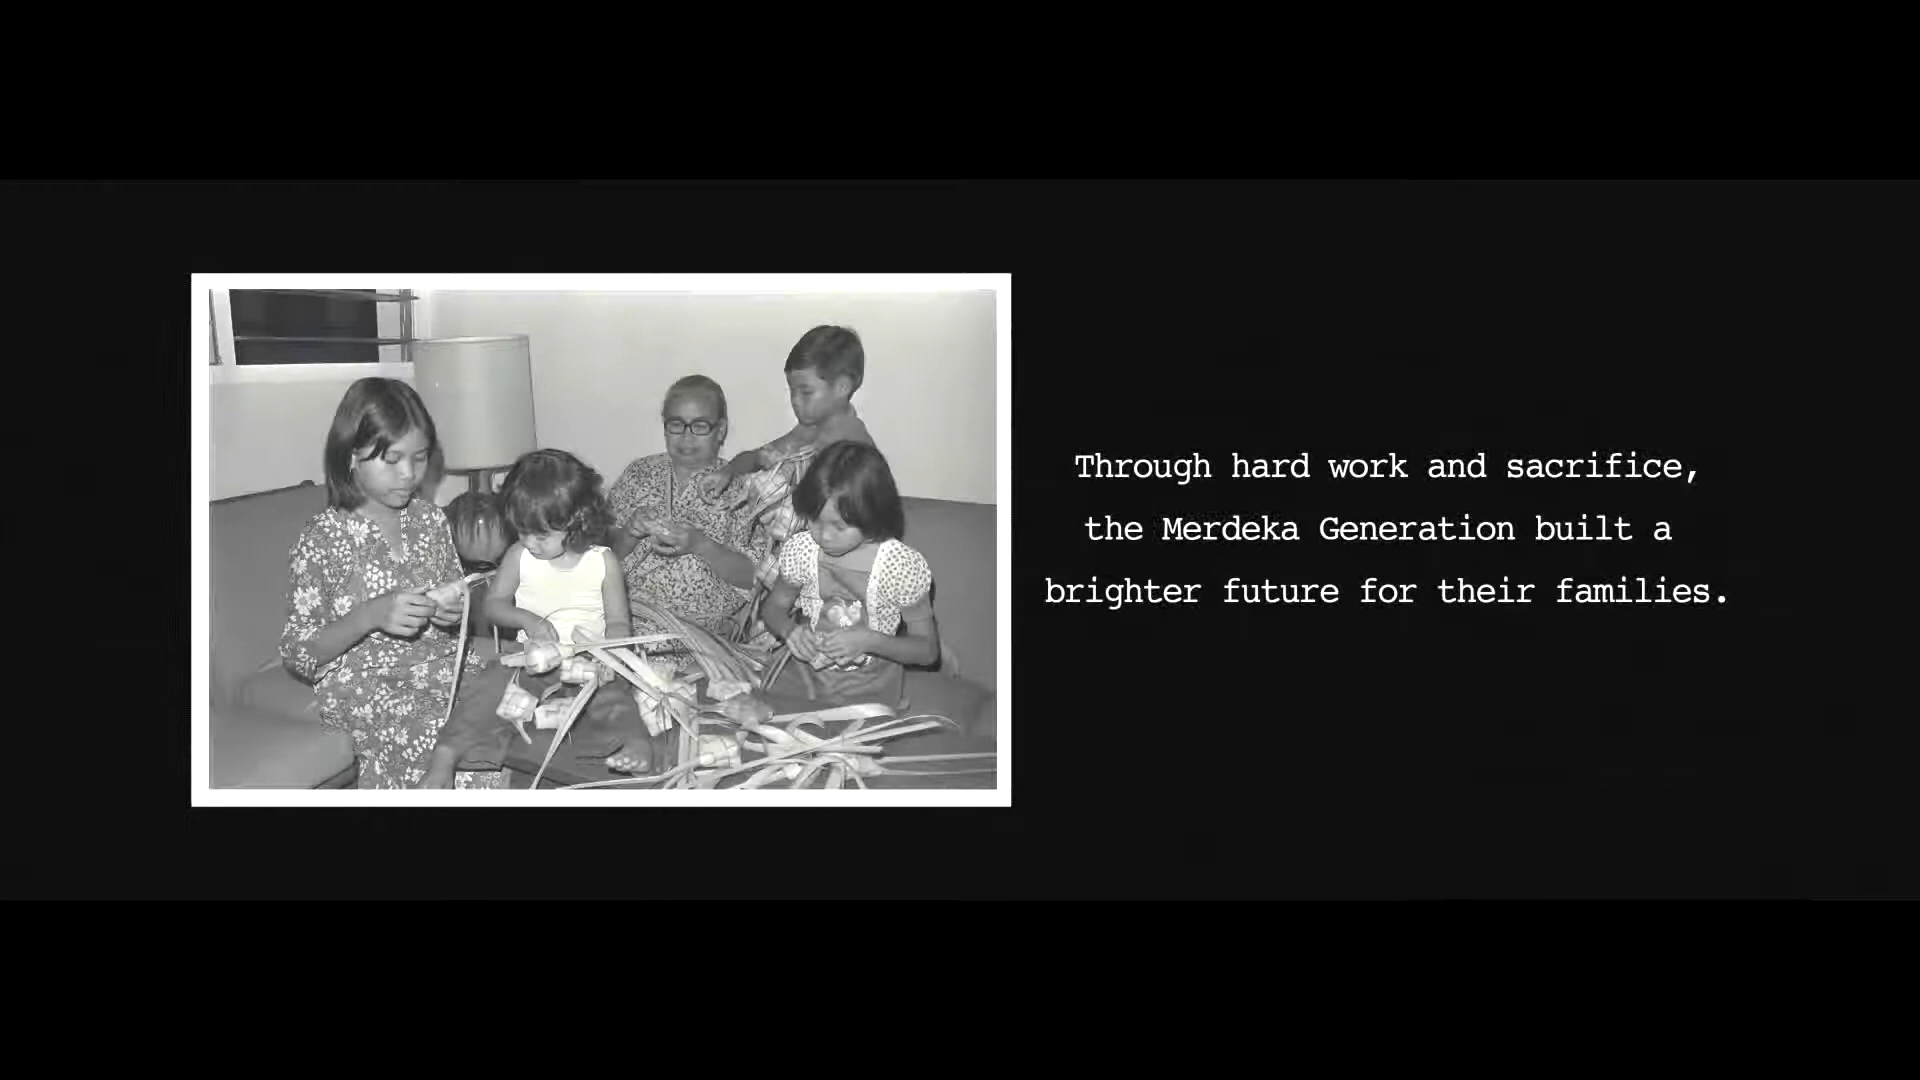 Through hard work and sacrifice,
the Merdeka Generation built a
brighter future for their families.